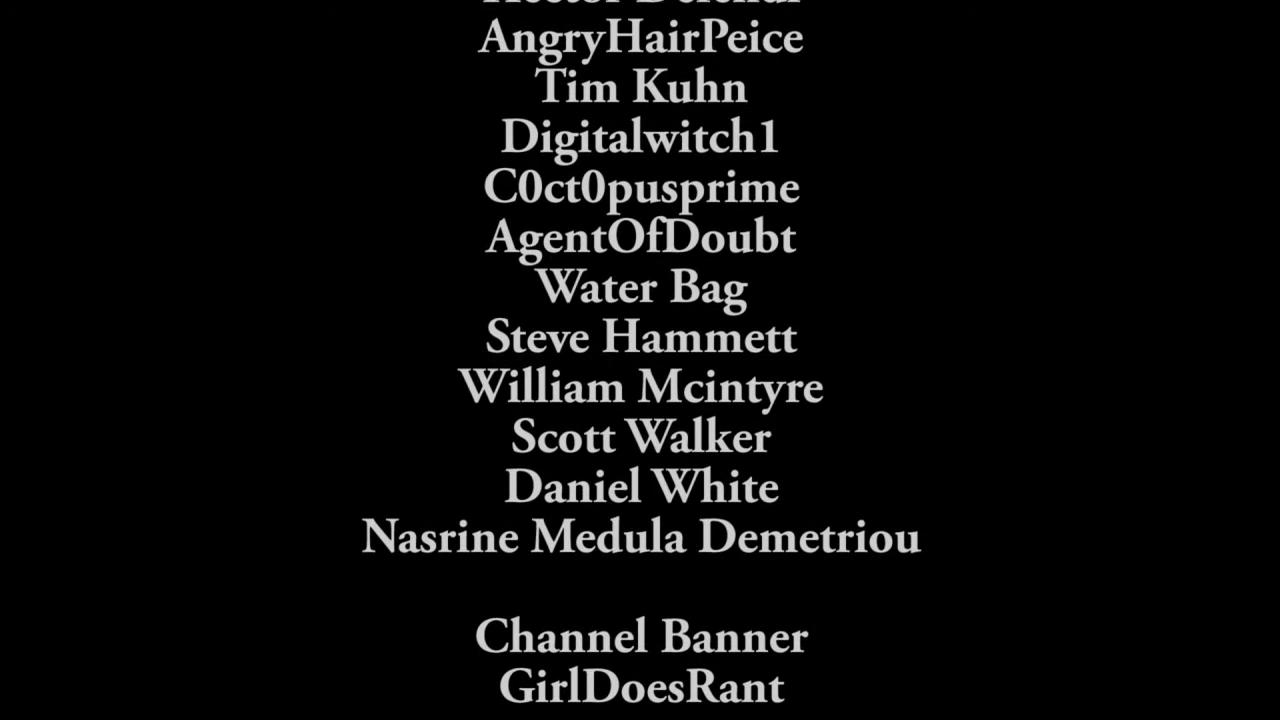 AngryHairPeice
Tim Kuhn
Digitalwitch1
C0ct0pusprime
AgentOfDoubt
Water Bag
Steve Hammett
William Mcintyre
Scott Walker
Daniel White
Nasrine Medula Demetriou
Channel Banner
GirlDoesRant